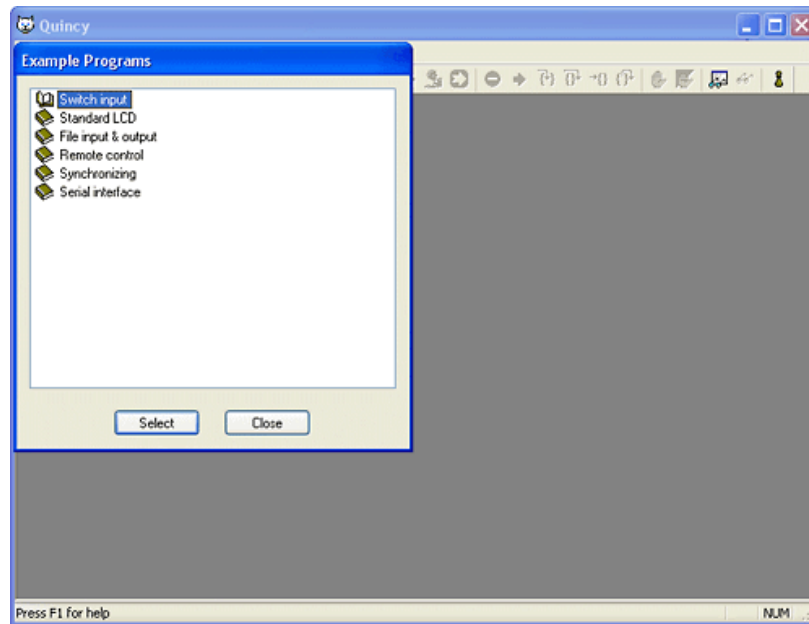 Quincy
Example Programs
Switch input
Standard LCD
File input & output
Remote control
Synchronizing
Serial interface
Select
Close
Press F1 for help
NUM